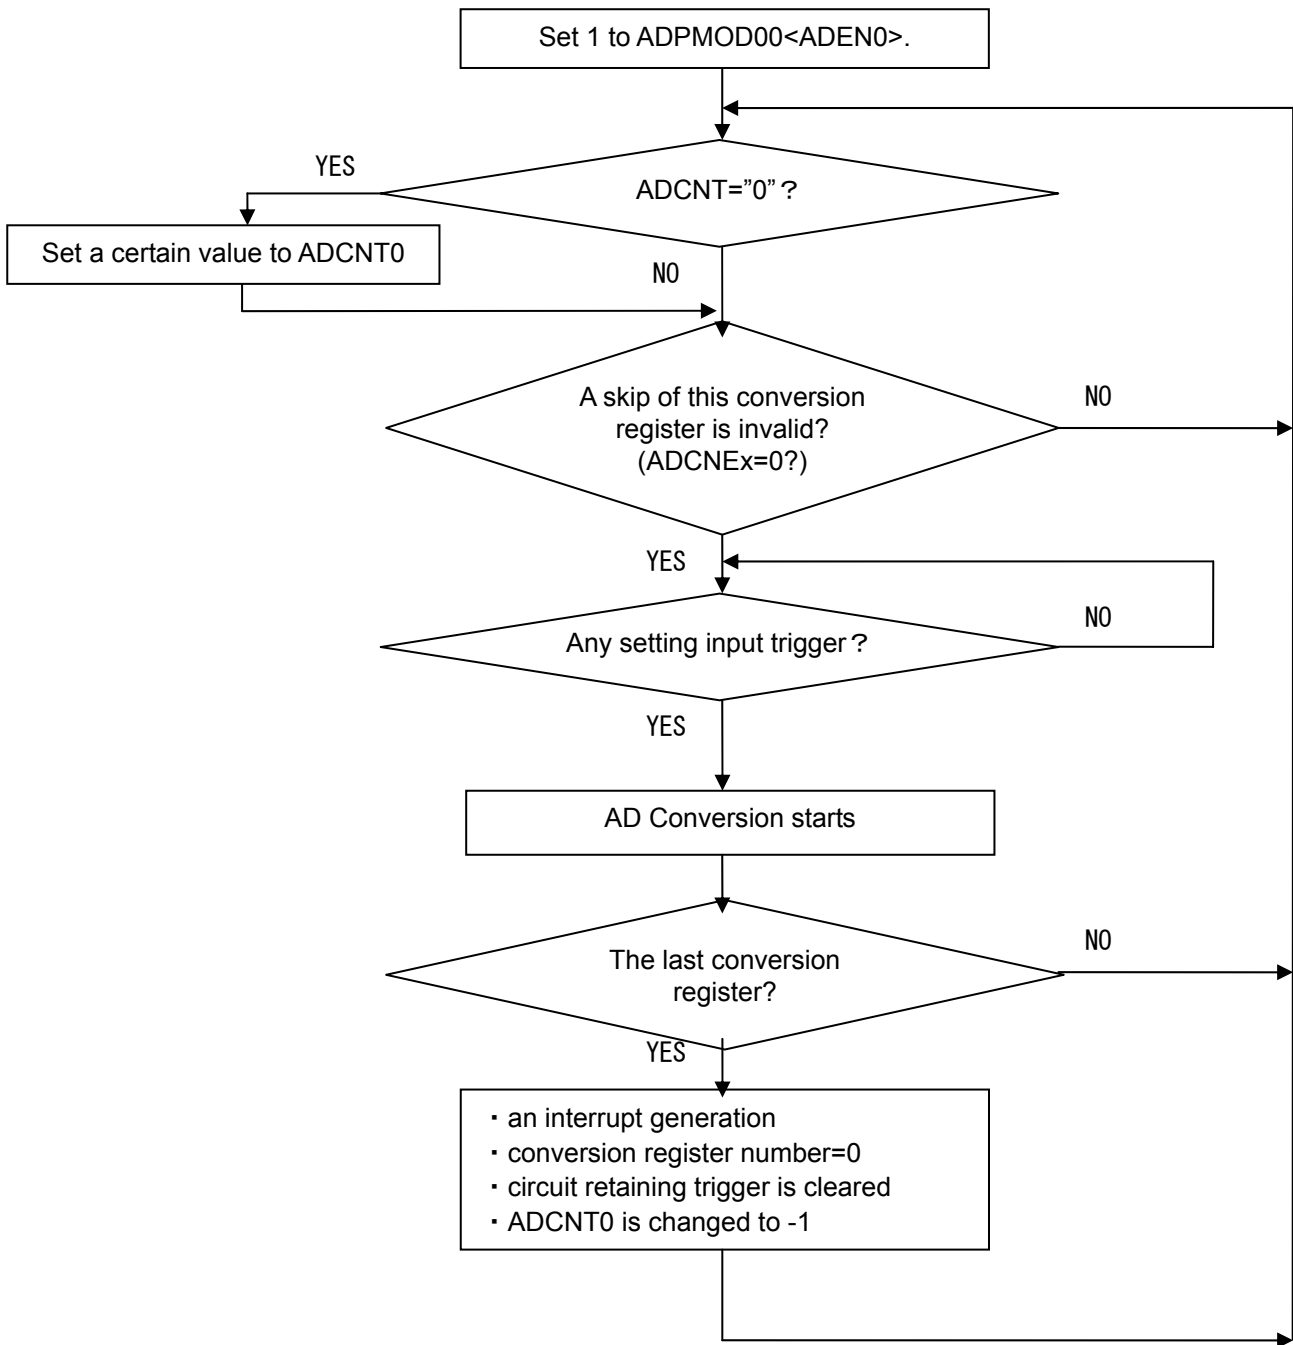 Set 1 to ADPMOD00<ADEN0>.
YES
ADCNT=”0”？
Set a certain value to ADCNT0
NO
A skip of this conversion
register is invalid?
(ADCNEx=0?)
NO
YES
Any setting input trigger？
NO
YES
AD Conversion starts
The last conversion
register?
NO
YES
・an interrupt generation
・conversion register number=0
・circuit retaining trigger is cleared
・ADCNT0 is changed to -1